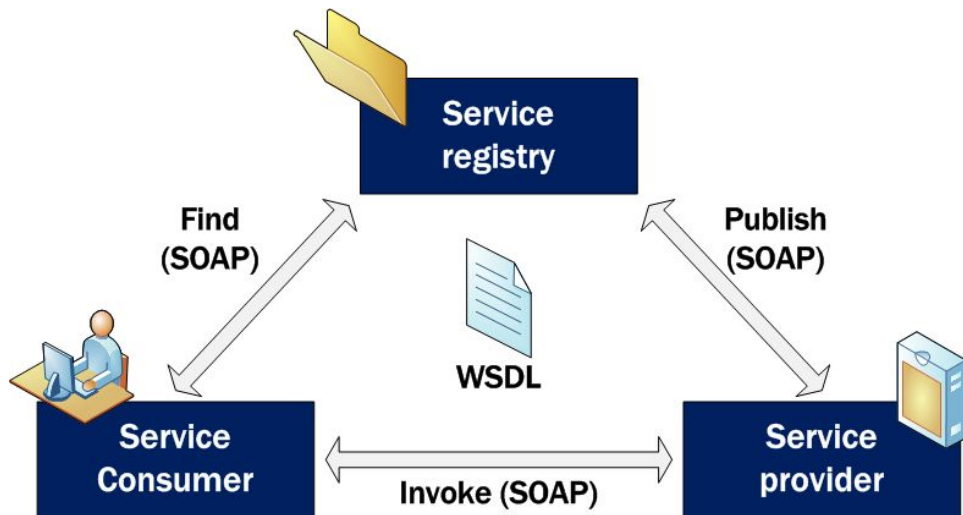 Service
registry
Find
(SOAP)
Publish
(SOAP)
WSDL
Service
Consumer
Invoke (SOAP)
Service
provider